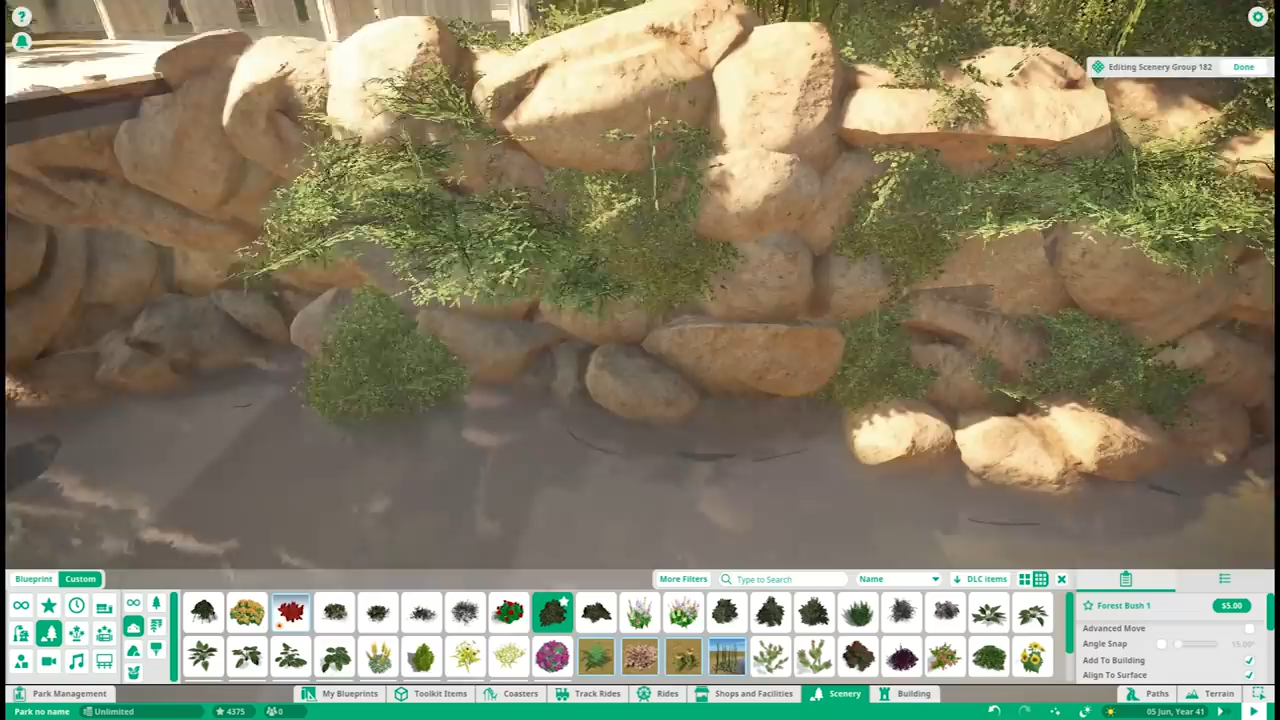 ?
Editing Scenery Group 182 Done
Blueprint Custom More Filters Type to Search Name DLC items
Forest Bush 1 $5.00
Advanced Move
Angle Snap 15.00°
Add To Building
Align To Surface
Park Management My Blueprints Toolkit Items Coasters Track Rides Rides Shops and Facilities Scenery Building Paths Terrain
Park no name Unlimited 4375 0 05 Jun, Year 41